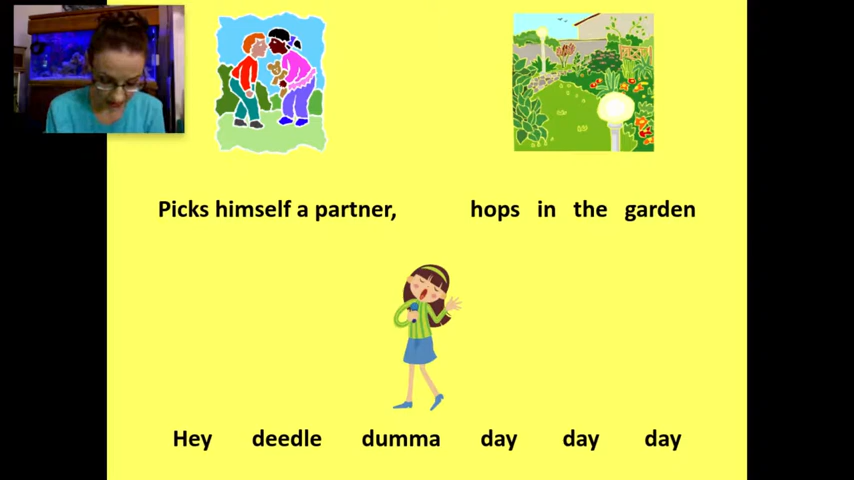 Picks himself a partner, hops in the garden
Hey deedle dumma day day day